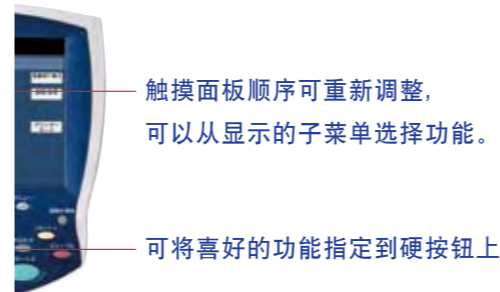 触摸面板顺序可重新调整,
可以从显示的子菜单选择功能。
可将喜好的功能指定到硬按钮上